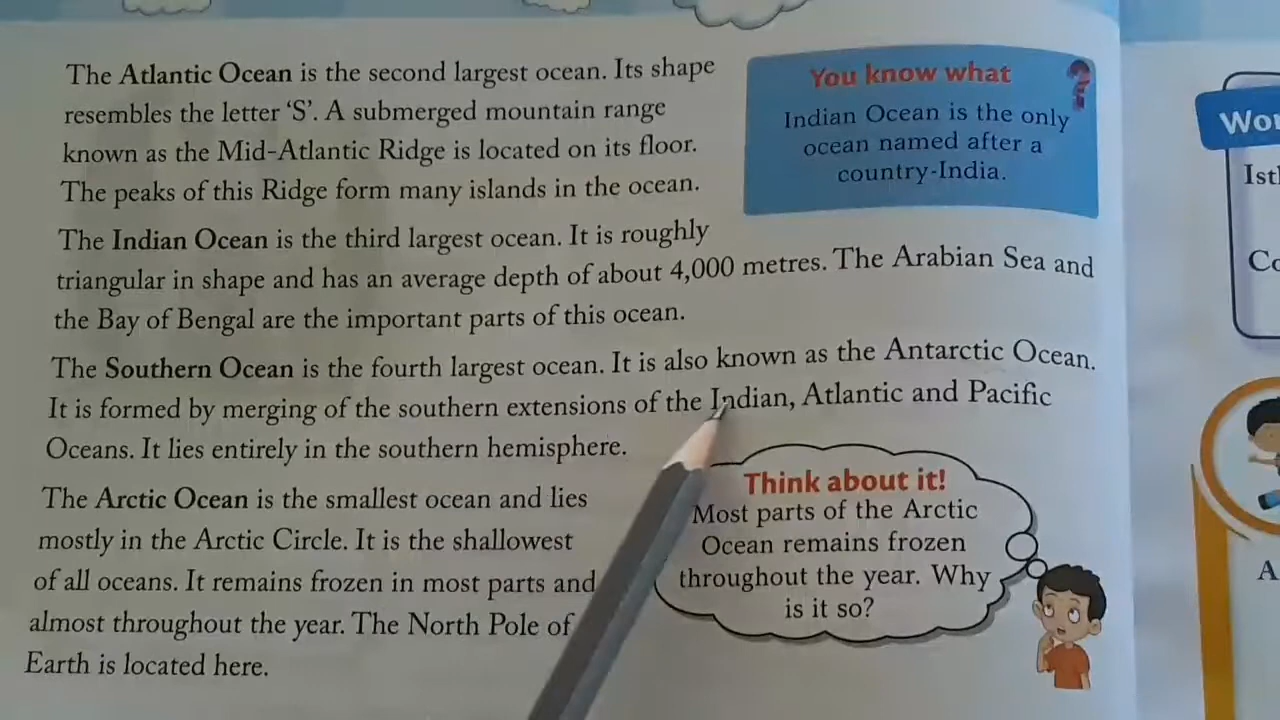 The Atlantic Ocean is the second largest ocean. Its shape
resembles the letter ‘S’. A submerged mountain range
known as the Mid-Atlantic Ridge is located on its floor.
The peaks of this Ridge form many islands in the ocean.
You know what ?
Indian Ocean is the only
ocean named after a
country-India.
The Indian Ocean is the third largest ocean. It is roughly
triangular in shape and has an average depth of about 4,000 metres. The Arabian Sea and
the Bay of Bengal are the important parts of this ocean.
The Southern Ocean is the fourth largest ocean. It is also known as the Antarctic Ocean.
It is formed by merging of the southern extensions of the Indian, Atlantic and Pacific
Oceans. It lies entirely in the southern hemisphere.
The Arctic Ocean is the smallest ocean and lies
mostly in the Arctic Circle. It is the shallowest
of all oceans. It remains frozen in most parts and
almost throughout the year. The North Pole of
Earth is located here.
Think about it!
Most parts of the Arctic
Ocean remains frozen
throughout the year. Why
is it so?